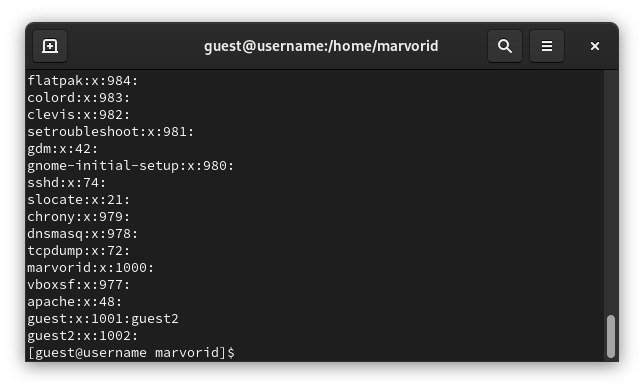 guest@username:/home/marvorid
flatpak:x:984:
colord:x:983:
clevis:x:982:
setroubleshoot:x:981:
gdm:x:42:
gnome-initial-setup:x:980:
sshd:x:74:
slocate:x:21:
chrony:x:979:
dnsmasq:x:978:
tcpdump:x:72:
marvorid:x:1000:
vboxsf:x:977:
apache:x:48:
guest:x:1001:guest2
guest2:x:1002:
[guest@username marvorid]$